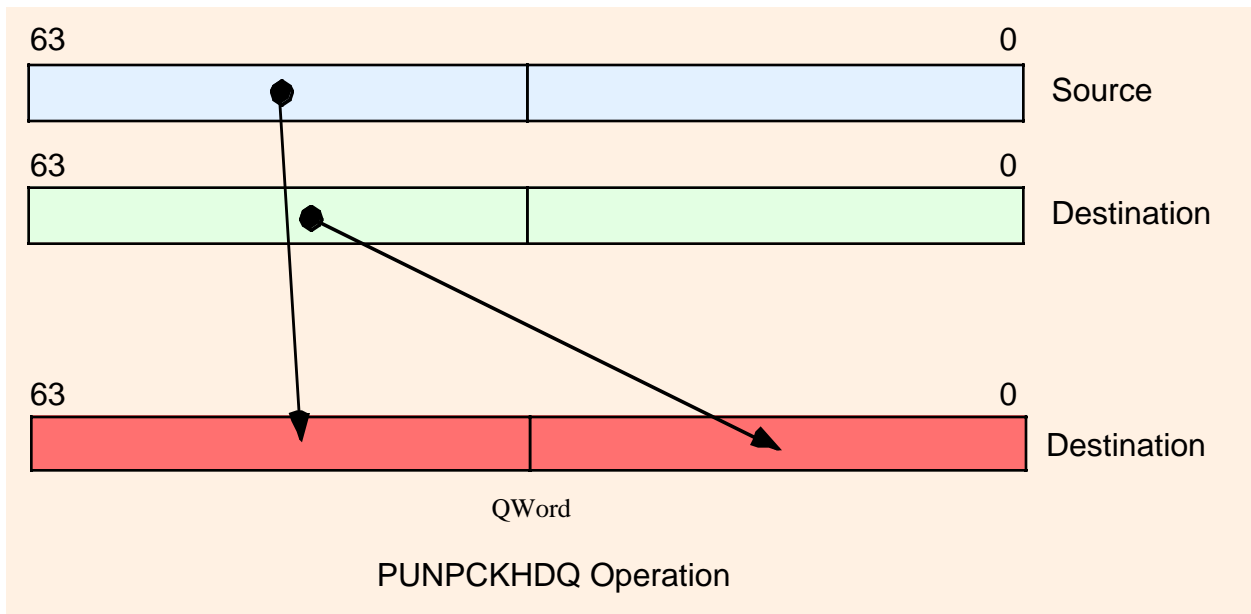 63 0
Source
63 0
Destination
63 0
Destination
QWord
PUNPCKHDQ Operation